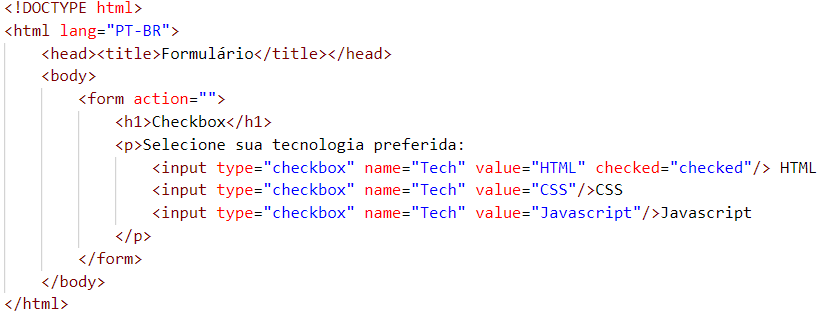 <!DOCTYPE html>
<html lang="PT-BR">
<head><title>Formulário</title></head>
<body>
<form action="">
<h1>Checkbox</h1>
<p>Selecione sua tecnologia preferida:
<input type="checkbox" name="Tech" value="HTML" checked="checked"/> HTML
<input type="checkbox" name="Tech" value="CSS"/>CSS
<input type="checkbox" name="Tech" value="Javascript"/>Javascript
</p>
</form>
</body>
</html>